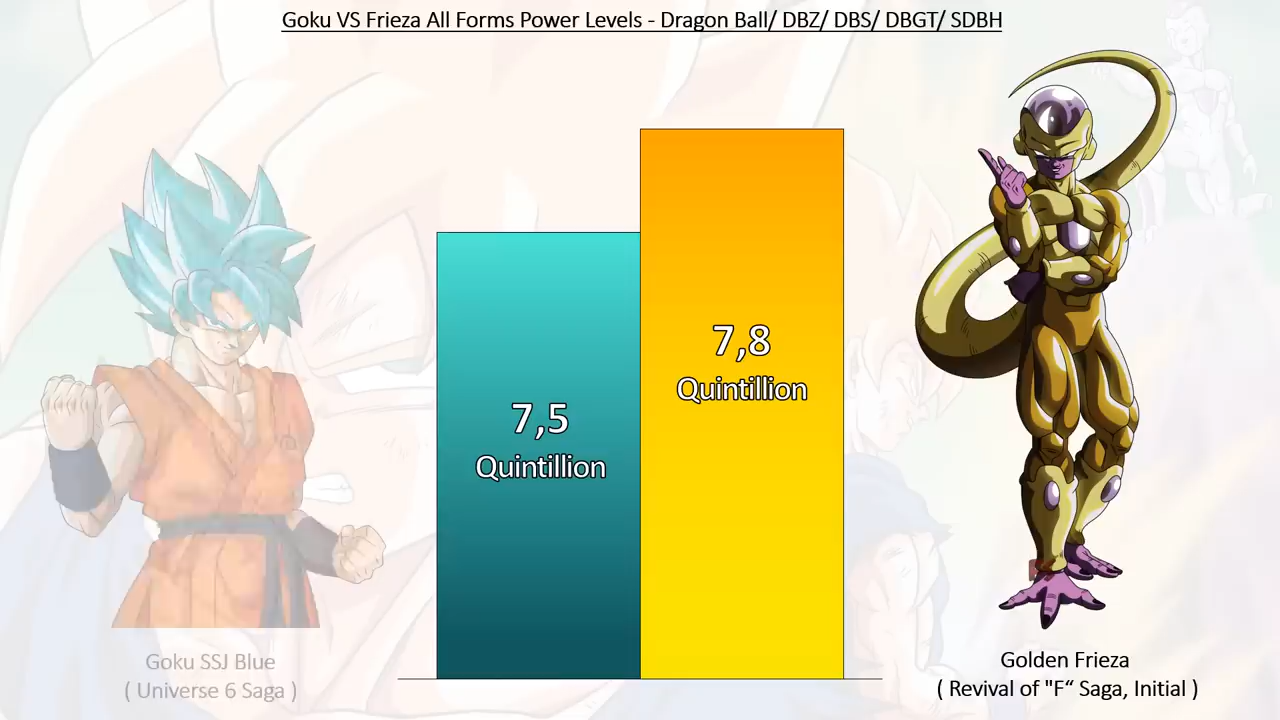 Goku VS Frieza All Forms Power Levels - Dragon Ball/ DBZ/ DBS/ DBGT/ SDBH
7,8
Quintillion
7,5
Quintillion
Goku SSJ Blue
( Universe 6 Saga )
Golden Frieza
( Revival of "F“ Saga, Initial )